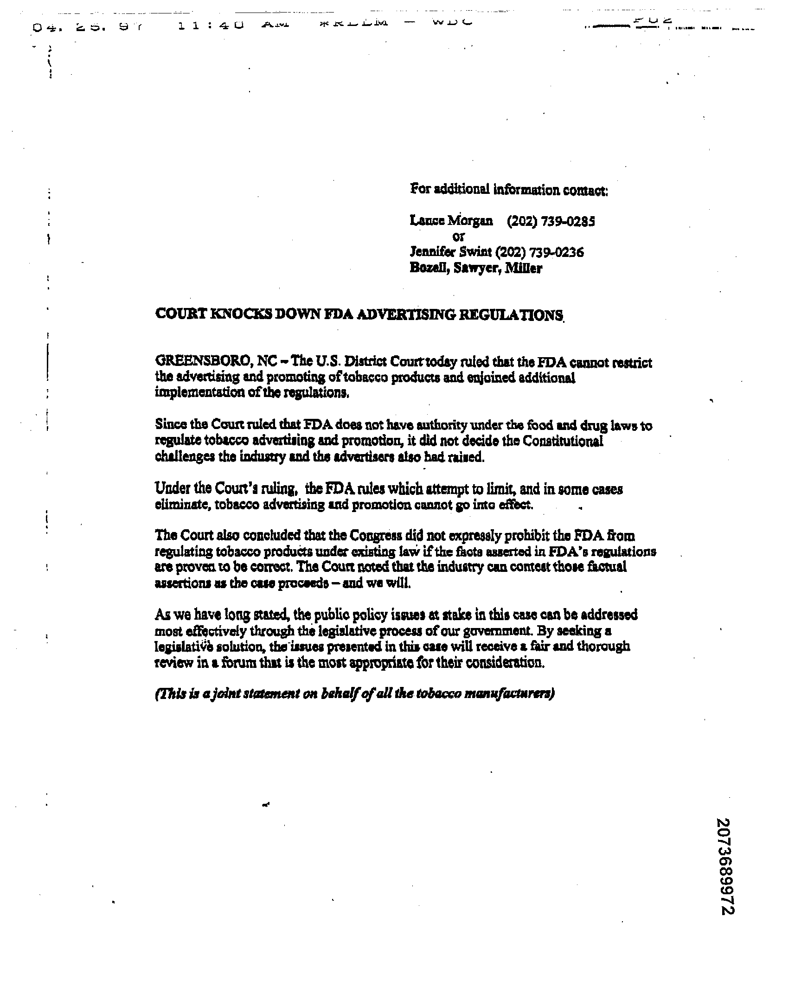 04. 25. 97 11:40 AM *RLLM - WDC P02
For additional information contact:
Lance Morgan (202) 739-0285
or
Jennifer Swint (202) 739-0236
Bozell, Sawyer, Miller
COURT KNOCKS DOWN FDA ADVERTISING REGULATIONS
GREENSBORO, NC – The U.S. District Court today ruled that the FDA cannot restrict
the advertising and promoting of tobacco products and enjoined additional
implementation of the regulations.
Since the Court ruled that FDA does not have authority under the food and drug laws to
regulate tobacco advertising and promotion, it did not decide the Constitutional
challenges the industry and the advertisers also had raised.
Under the Court's ruling, the FDA rules which attempt to limit, and in some cases
eliminate, tobacco advertising and promotion cannot go into effect.
The Court also concluded that the Congress did not expressly prohibit the FDA from
regulating tobacco products under existing law if the facts asserted in FDA's regulations
are proven to be correct. The Court noted that the industry can contest those factual
assertions as the case proceeds – and we will.
As we have long stated, the public policy issues at stake in this case can be addressed
most effectively through the legislative process of our government. By seeking a
legislative solution, the issues presented in this case will receive a fair and thorough
review in a forum that is the most appropriate for their consideration.
(This is a joint statement on behalf of all the tobacco manufacturers)
2073689972